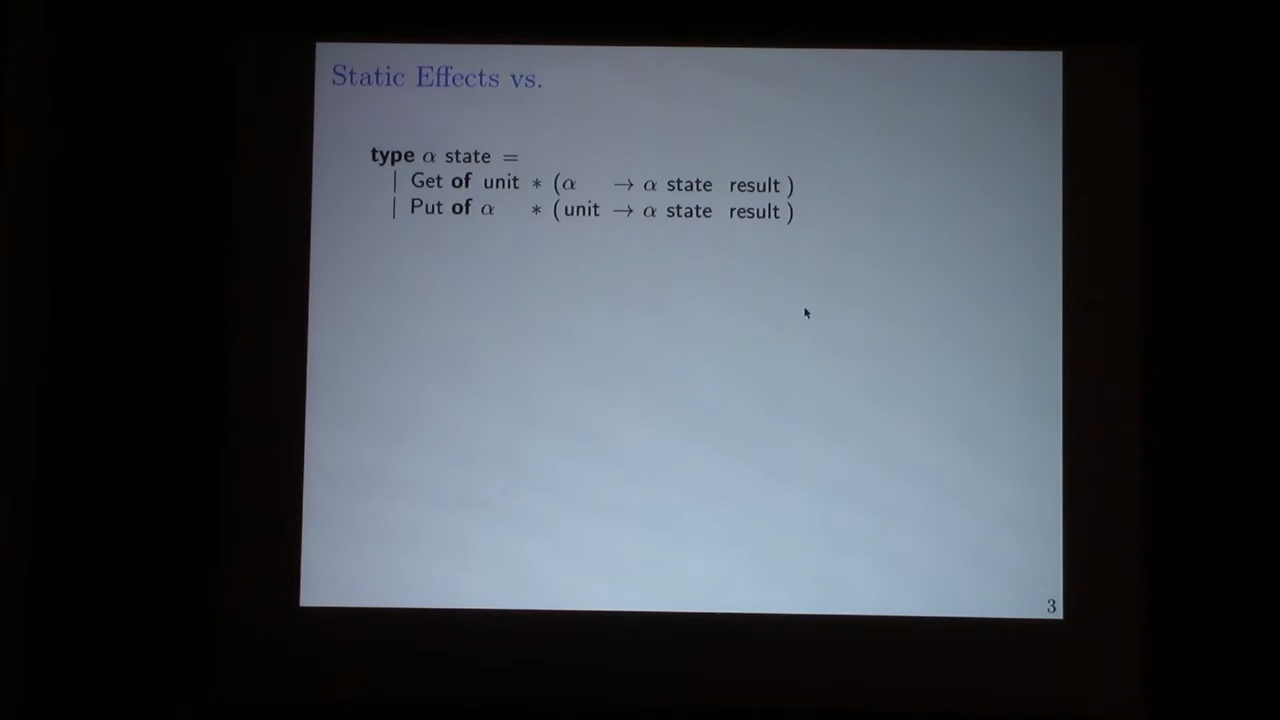 Static Effects vs.
type α state =
| Get of unit * (α → α state result )
| Put of α * (unit → α state result )
3